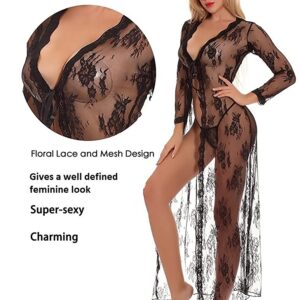 Floral Lace and Mesh Design
Gives a well defined
feminine look
Super-sexy
Charming